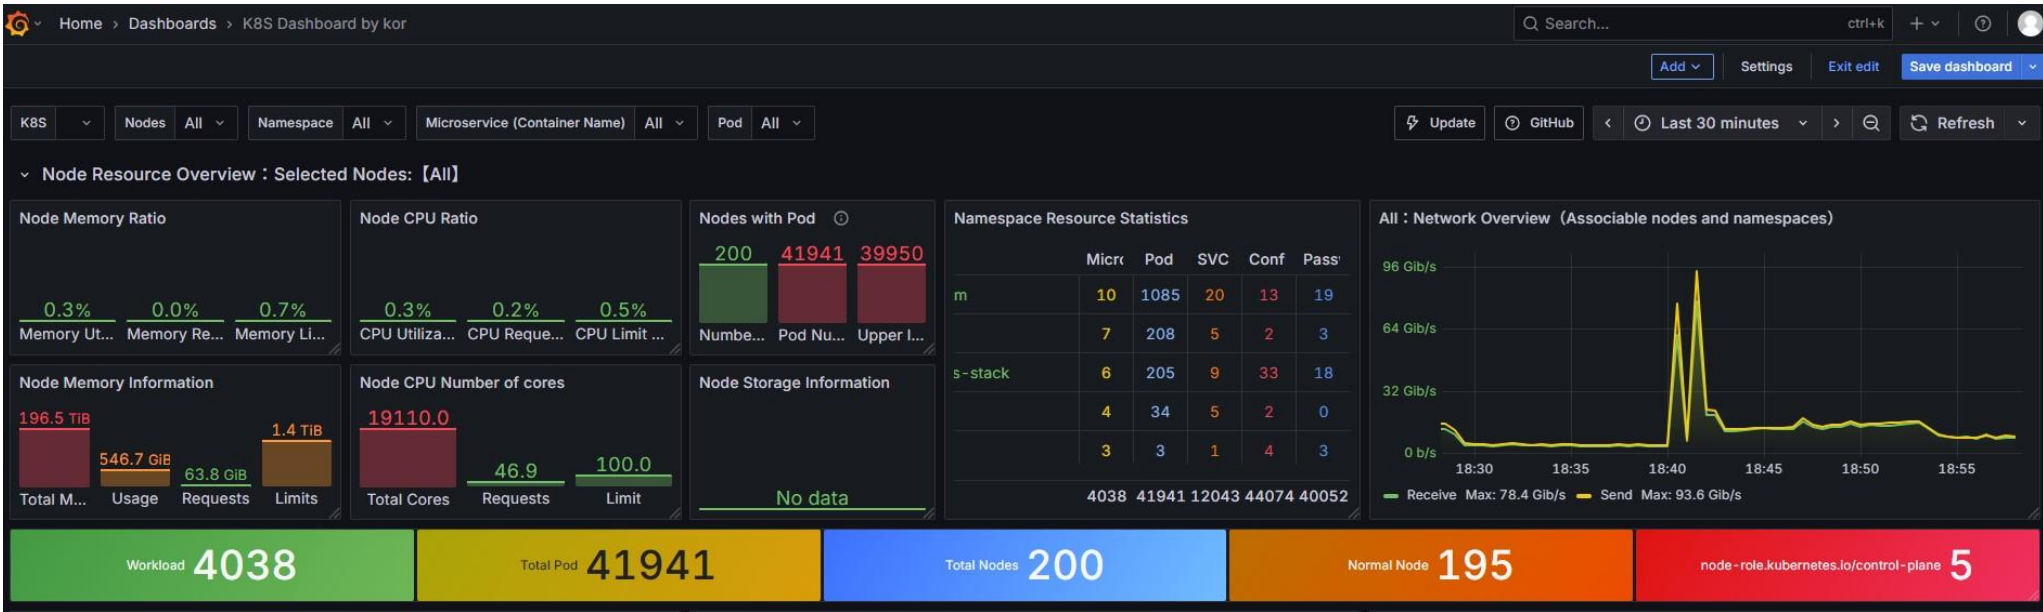 Home › Dashboards › K8S Dashboard by kor
Search... ctrl+k
Add Settings Exit edit Save dashboard
K8S Nodes All Namespace All Microservice (Container Name) All Pod All
Update GitHub Last 30 minutes Refresh
Node Resource Overview：Selected Nodes:【All】
Node Memory Ratio
0.3% 0.0% 0.7%
Memory Ut... Memory Re... Memory Li...
Node CPU Ratio
0.3% 0.2% 0.5%
CPU Utiliza... CPU Reque... CPU Limit ...
Nodes with Pod
200 41941 39950
Numbe... Pod Nu... Upper l...
Namespace Resource Statistics
Micro Pod SVC Conf Pass
m 10 1085 20 13 19
7 208 5 2 3
s-stack 6 205 9 33 18
4 34 5 2 0
3 3 1 4 3
4038 41941 12043 44074 40052
All：Network Overview（Associable nodes and namespaces）
96 Gib/s
64 Gib/s
32 Gib/s
0 b/s
18:30 18:35 18:40 18:45 18:50 18:55
Receive Max: 78.4 Gib/s Send Max: 93.6 Gib/s
Node Memory Information
196.5 TiB 546.7 GiB 63.8 GiB 1.4 TiB
Total M... Usage Requests Limits
Node CPU Number of cores
19110.0 46.9 100.0
Total Cores Requests Limit
Node Storage Information
No data
Workload 4038
Total Pod 41941
Total Nodes 200
Normal Node 195
node-role.kubernetes.io/control-plane 5